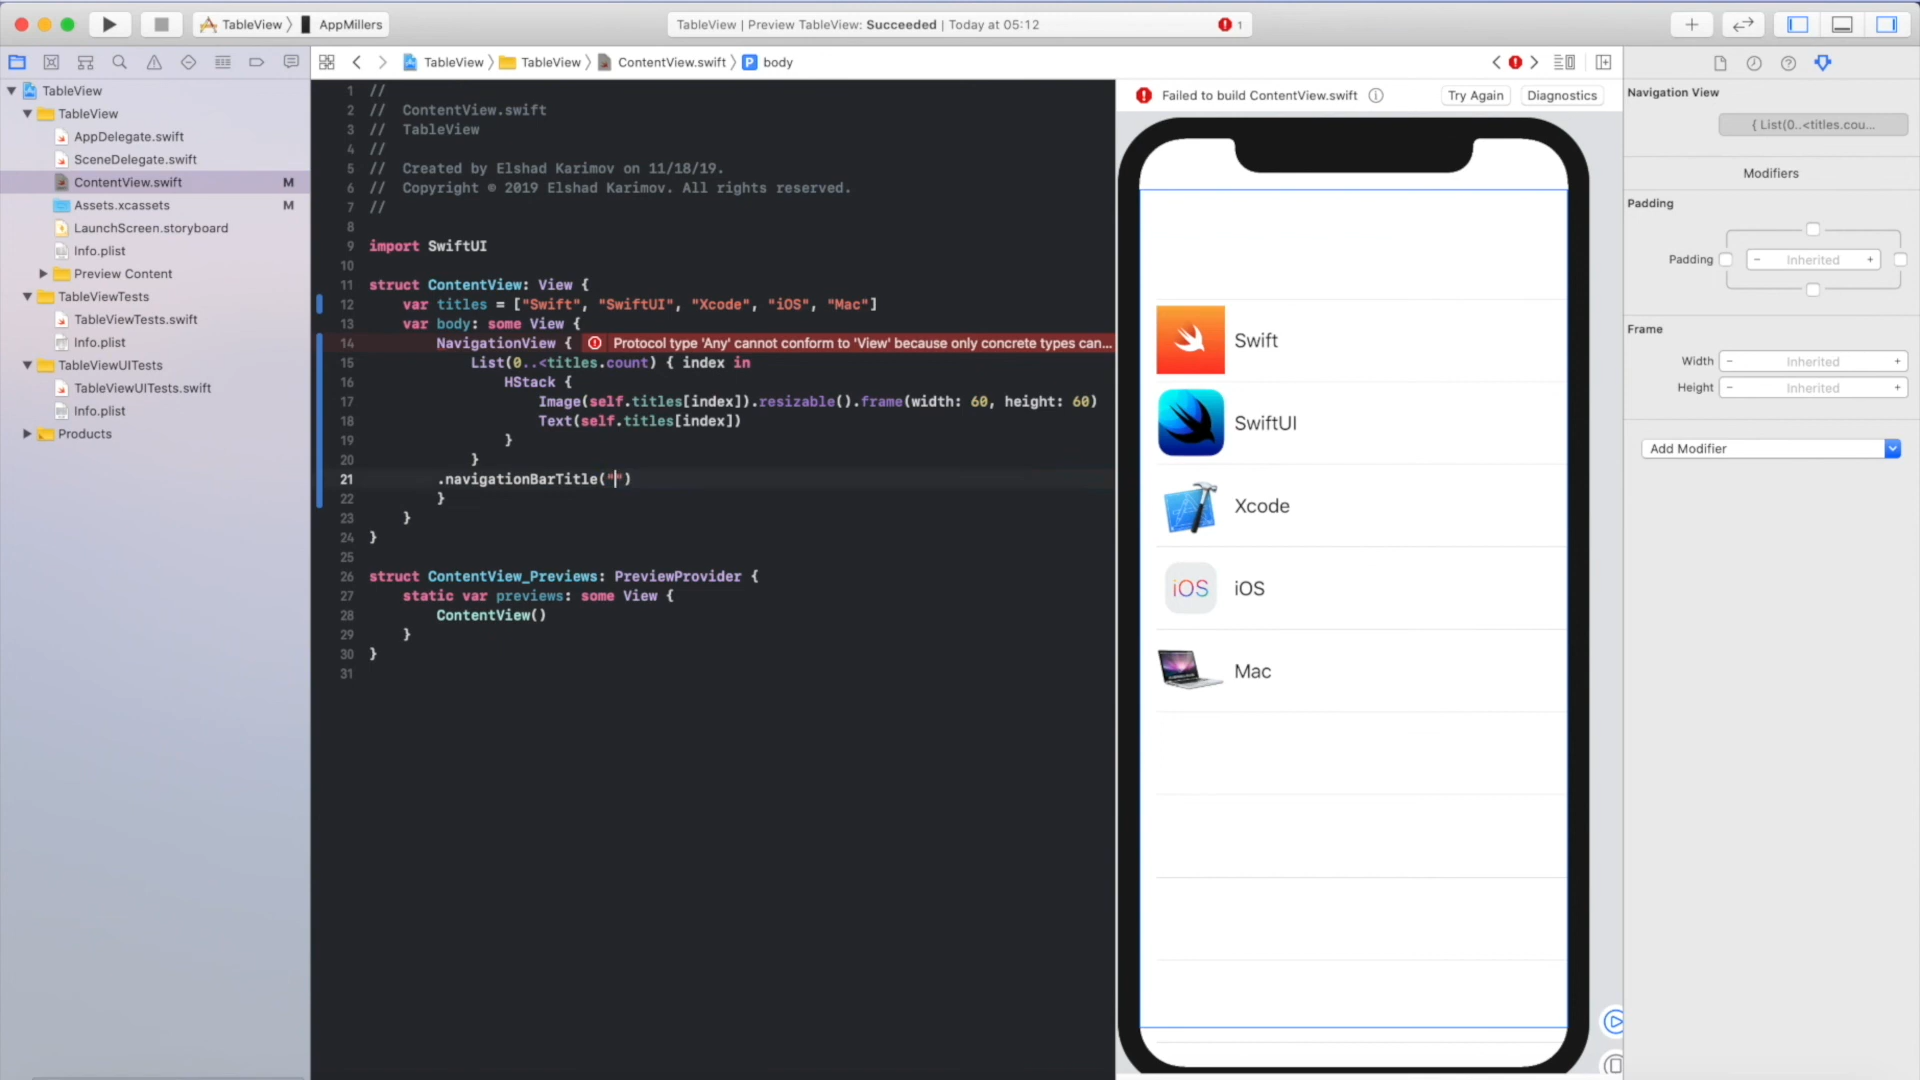 TableView 〉 AppMillers
TableView | Preview TableView: Succeeded | Today at 05:12
1
TableView 〉 TableView 〉 ContentView.swift 〉 P body
TableView
TableView
AppDelegate.swift
SceneDelegate.swift
ContentView.swift M
Assets.xcassets M
LaunchScreen.storyboard
Info.plist
Preview Content
TableViewTests
TableViewTests.swift
Info.plist
TableViewUITests
TableViewUITests.swift
Info.plist
Products
1 //
2 // ContentView.swift
3 // TableView
4 //
5 // Created by Elshad Karimov on 11/18/19.
6 // Copyright © 2019 Elshad Karimov. All rights reserved.
7 //
8
9 import SwiftUI
10
11 struct ContentView: View {
12 var titles = ["Swift", "SwiftUI", "Xcode", "iOS", "Mac"]
13 var body: some View {
14 NavigationView { Protocol type 'Any' cannot conform to 'View' because only concrete types can...
15 List(0..<titles.count) { index in
16 HStack {
17 Image(self.titles[index]).resizable().frame(width: 60, height: 60)
18 Text(self.titles[index])
19 }
20 }
21 .navigationBarTitle("")
22 }
23 }
24 }
25
26 struct ContentView_Previews: PreviewProvider {
27 static var previews: some View {
28 ContentView()
29 }
30 }
31
Failed to build ContentView.swift
Try Again
Diagnostics
Swift
SwiftUI
Xcode
iOS iOS
Mac
Navigation View
{ List(0..<titles.cou...
Modifiers
Padding
Padding − Inherited +
Frame
Width − Inherited +
Height − Inherited +
Add Modifier